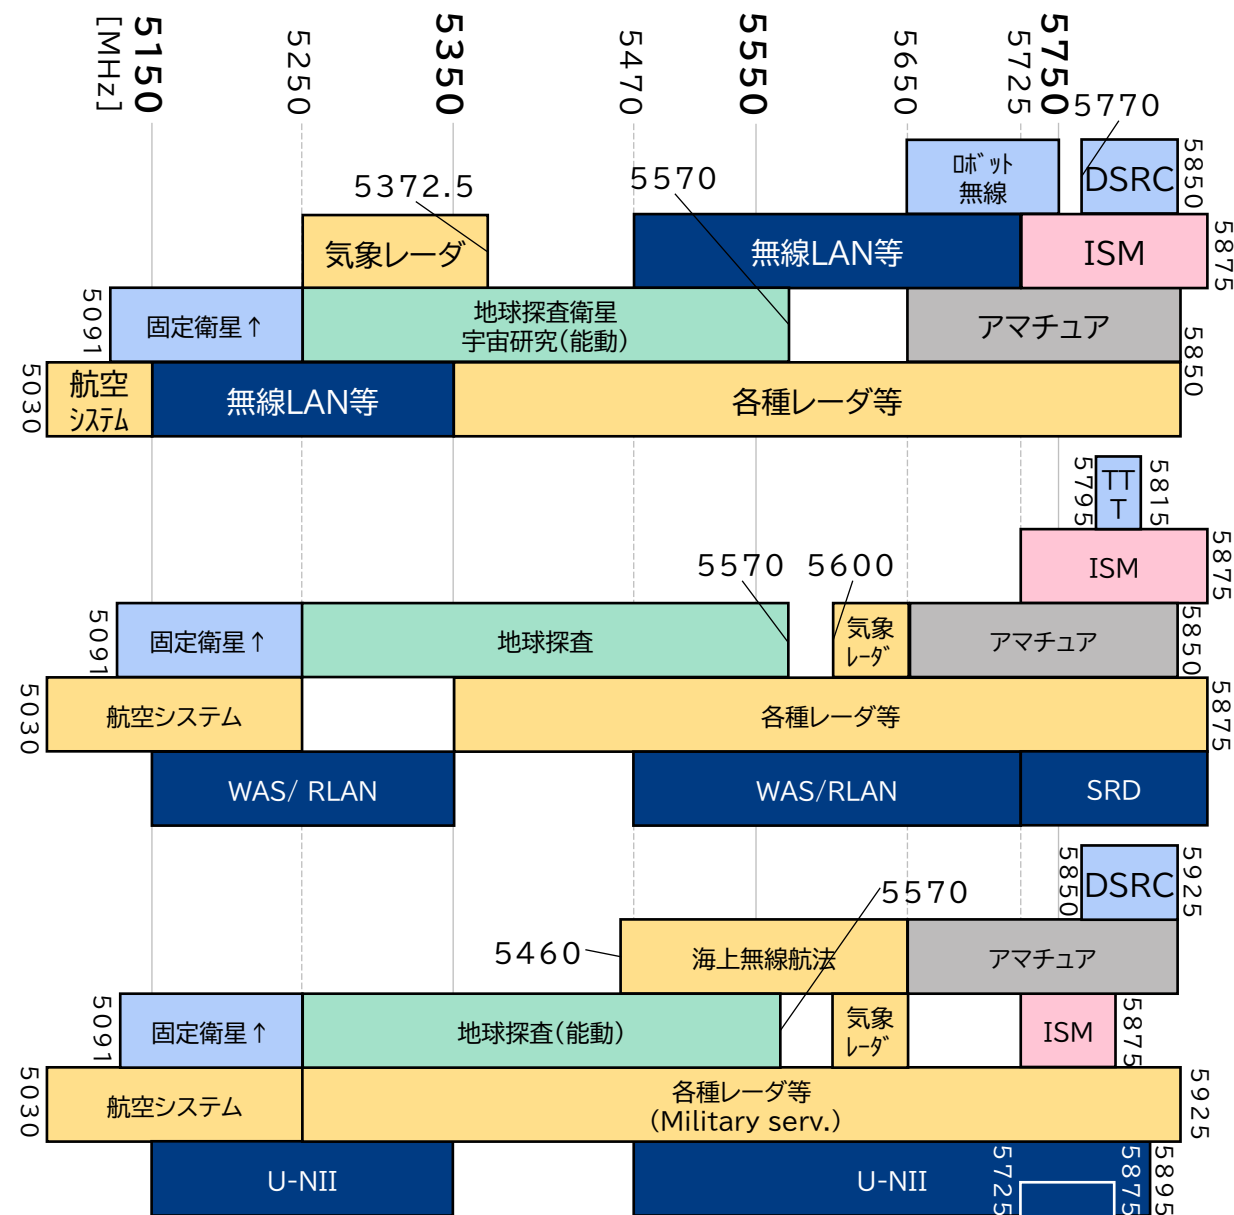 [MHz]
5150
5250
5350
5470
5550
5650
5725
5750
5770
ロボット
無線
DSRC
5850
5372.5
5570
気象レーダ
無線LAN等
ISM
5875
5091
固定衛星↑
地球探査衛星
宇宙研究(能動)
アマチュア
5850
5030
航空
システム
無線LAN等
各種レーダ等
5795
TT
T
5815
5570
5600
ISM
5875
5091
固定衛星↑
地球探査
気象
レーダ
アマチュア
5850
5030
航空システム
各種レーダ等
5875
WAS/ RLAN
WAS/RLAN
SRD
5850
DSRC
5925
5570
5460
海上無線航法
アマチュア
5091
固定衛星↑
地球探査(能動)
気象
レーダ
ISM
5875
5030
航空システム
各種レーダ等
(Military serv.)
5925
U-NII
U-NII
5725
5875
5895